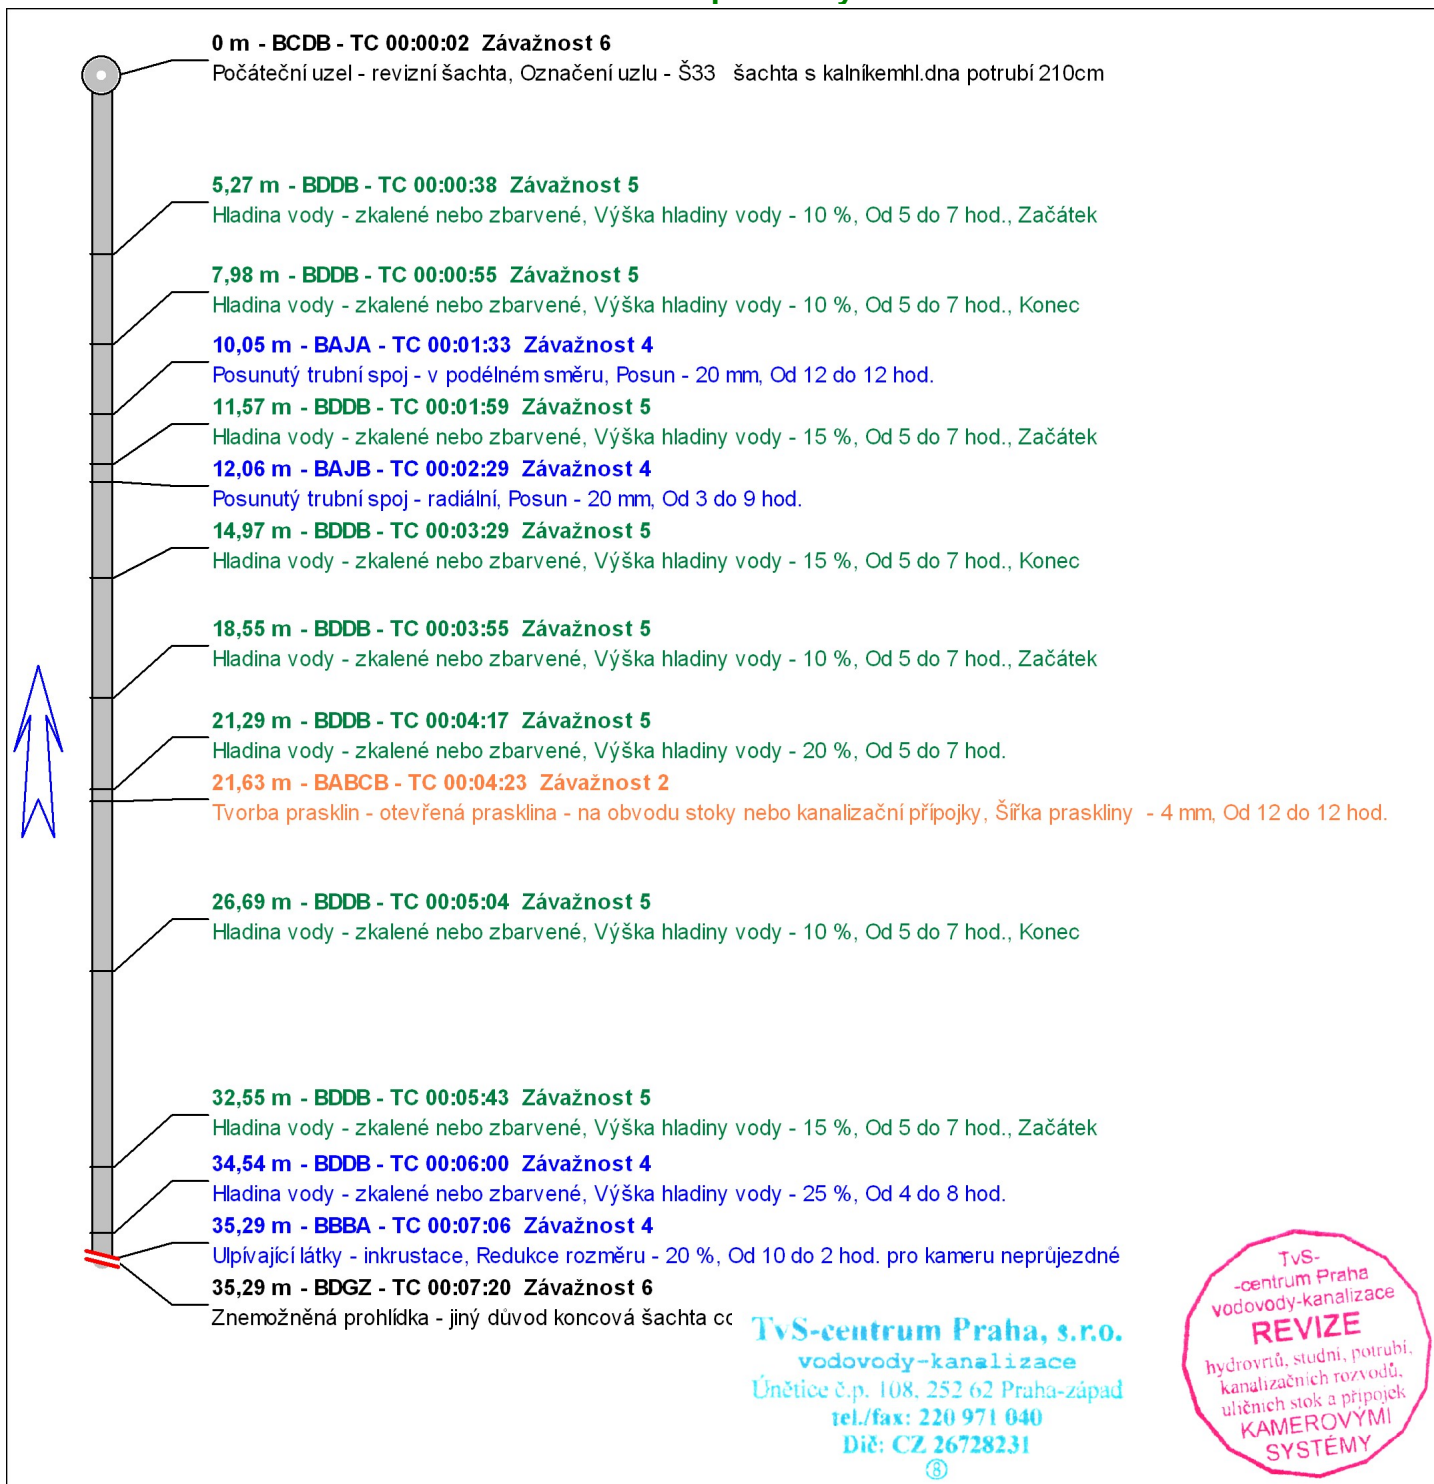 0 m - BCDB - TC 00:00:02 Závažnost 6
Počáteční uzel - revizní šachta, Označení uzlu - Š33 šachta s kalníkemhl.dna potrubí 210cm
5,27 m - BDDB - TC 00:00:38 Závažnost 5
Hladina vody - zkalené nebo zbarvené, Výška hladiny vody - 10 %, Od 5 do 7 hod., Začátek
7,98 m - BDDB - TC 00:00:55 Závažnost 5
Hladina vody - zkalené nebo zbarvené, Výška hladiny vody - 10 %, Od 5 do 7 hod., Konec
10,05 m - BAJA - TC 00:01:33 Závažnost 4
Posunutý trubní spoj - v podélném směru, Posun - 20 mm, Od 12 do 12 hod.
11,57 m - BDDB - TC 00:01:59 Závažnost 5
Hladina vody - zkalené nebo zbarvené, Výška hladiny vody - 15 %, Od 5 do 7 hod., Začátek
12,06 m - BAJB - TC 00:02:29 Závažnost 4
Posunutý trubní spoj - radiální, Posun - 20 mm, Od 3 do 9 hod.
14,97 m - BDDB - TC 00:03:29 Závažnost 5
Hladina vody - zkalené nebo zbarvené, Výška hladiny vody - 15 %, Od 5 do 7 hod., Konec
18,55 m - BDDB - TC 00:03:55 Závažnost 5
Hladina vody - zkalené nebo zbarvené, Výška hladiny vody - 10 %, Od 5 do 7 hod., Začátek
21,29 m - BDDB - TC 00:04:17 Závažnost 5
Hladina vody - zkalené nebo zbarvené, Výška hladiny vody - 20 %, Od 5 do 7 hod.
21,63 m - BABCB - TC 00:04:23 Závažnost 2
Tvorba prasklin - otevřená prasklina - na obvodu stoky nebo kanalizační přípojky, Šířka praskliny - 4 mm, Od 12 do 12 hod.
26,69 m - BDDB - TC 00:05:04 Závažnost 5
Hladina vody - zkalené nebo zbarvené, Výška hladiny vody - 10 %, Od 5 do 7 hod., Konec
32,55 m - BDDB - TC 00:05:43 Závažnost 5
Hladina vody - zkalené nebo zbarvené, Výška hladiny vody - 15 %, Od 5 do 7 hod., Začátek
34,54 m - BDDB - TC 00:06:00 Závažnost 4
Hladina vody - zkalené nebo zbarvené, Výška hladiny vody - 25 %, Od 4 do 8 hod.
35,29 m - BBBA - TC 00:07:06 Závažnost 4
Ulpívající látky - inkrustace, Redukce rozměru - 20 %, Od 10 do 2 hod. pro kameru neprůjezdné
35,29 m - BDGZ - TC 00:07:20 Závažnost 6
Znemožněná prohlídka - jiný důvod koncová šachta
TvS-centrum Praha, s.r.o.
vodovody-kanalizace
Únětice č.p. 108, 252 62 Praha-západ
tel./fax: 220 971 040
Dič: CZ 26728231
8
TvS-
-centrum Praha
vodovody-kanalizace
REVIZE
hydrovrtů, studní, potrubí,
kanalizačních rozvodů,
uličních stok a přípojek
KAMEROVÝMI
SYSTÉMY